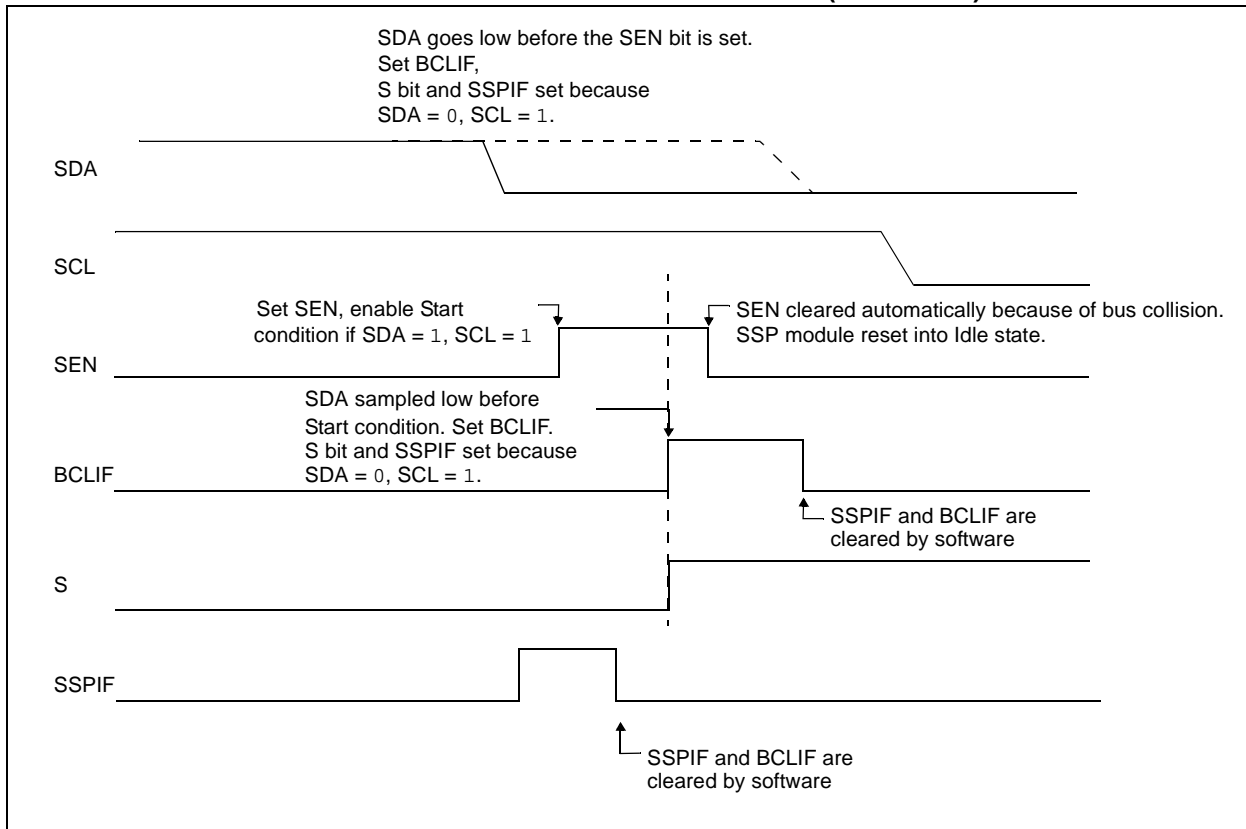 SDA goes low before the SEN bit is set.
Set BCLIF,
S bit and SSPIF set because
SDA = 0, SCL = 1.
SDA
SCL
Set SEN, enable Start
condition if SDA = 1, SCL = 1
SEN cleared automatically because of bus collision.
SSP module reset into Idle state.
SEN
SDA sampled low before
Start condition. Set BCLIF.
S bit and SSPIF set because
SDA = 0, SCL = 1.
BCLIF
SSPIF and BCLIF are
cleared by software
S
SSPIF
SSPIF and BCLIF are
cleared by software